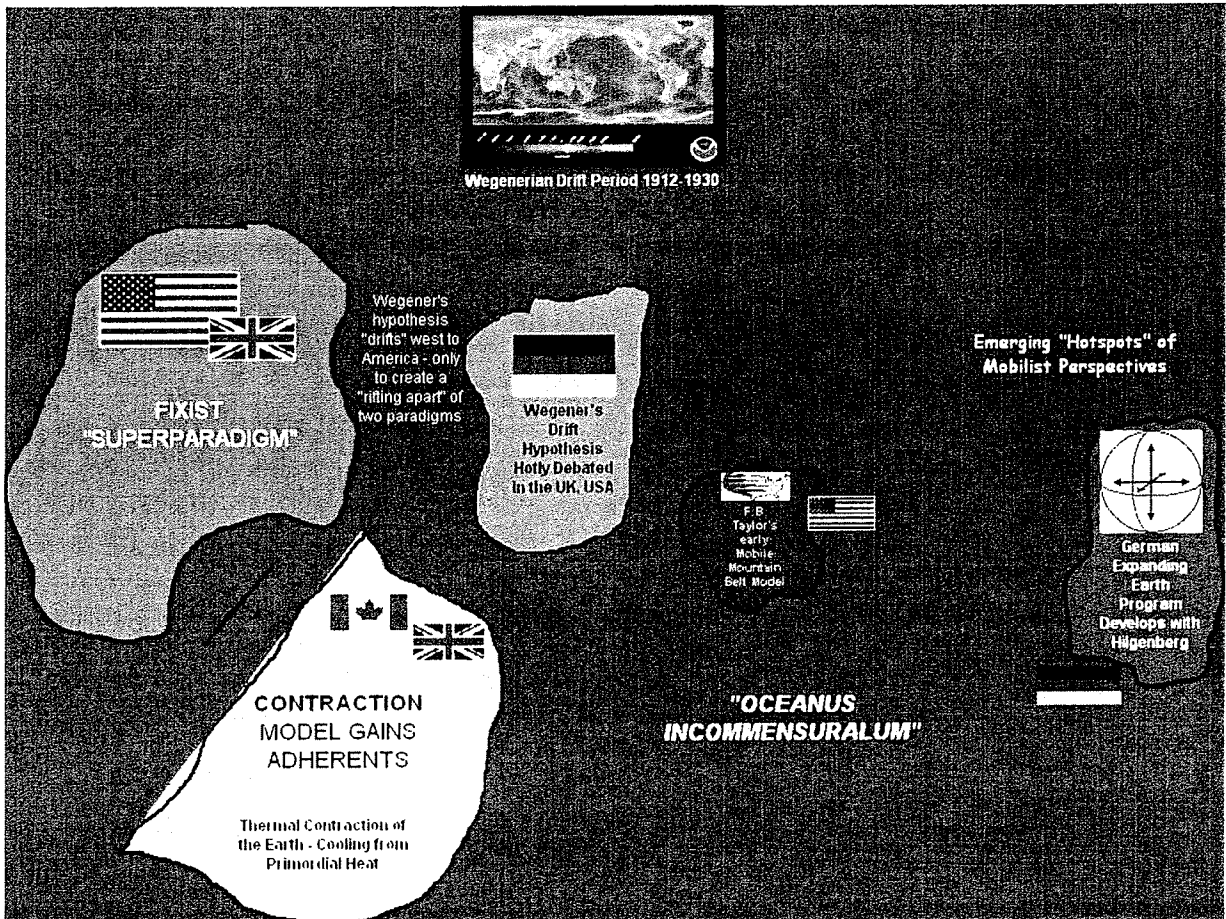 Wegenerian Drift Period 1912-1930
Wegener's
hypothesis
"drifts" west to
America - only
to create a
"rifting apart" of
two paradigms
FIXIST
"SUPERPARADIGM"
Wegener's
Drift
Hypothesis
Hotly Debated
In the UK, USA
Emerging "Hotspots" of
Mobilist Perspectives
F.B.
Taylor's
early
Mobile
Mountain
Belt Model
German
Expanding
Earth
Program
Develops with
Hilgenberg
CONTRACTION
MODEL GAINS
ADHERENTS
Thermal Contraction of
the Earth - Cooling from
Primordial Heat
"OCEANUS
INCOMMENSURALUM"